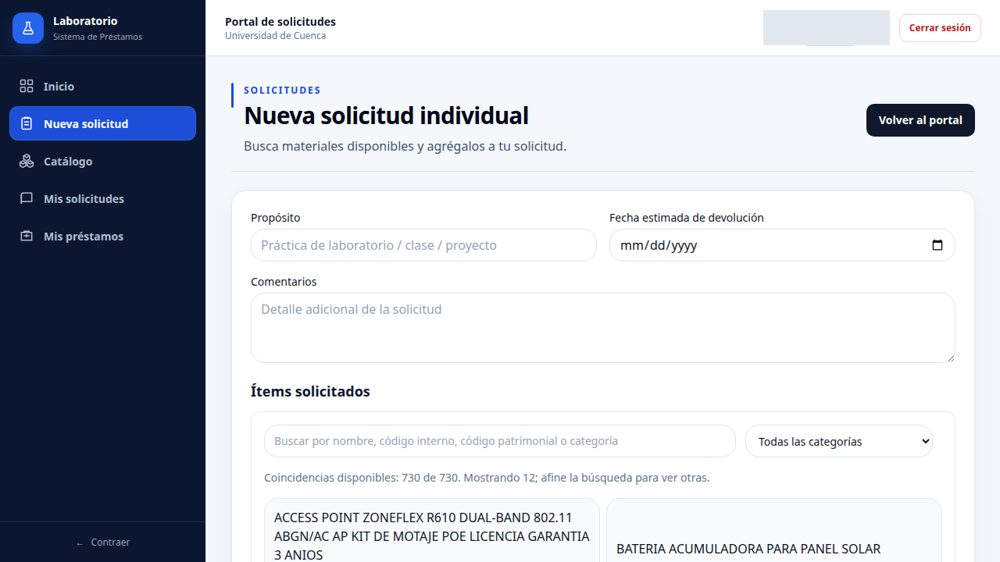 Laboratorio
Sistema de Préstamos
Inicio
Nueva solicitud
Catálogo
Mis solicitudes
Mis préstamos
← Contraer
Portal de solicitudes
Universidad de Cuenca
Cerrar sesión
SOLICITUDES
Nueva solicitud individual
Busca materiales disponibles y agrégalos a tu solicitud.
Volver al portal
Propósito
Práctica de laboratorio / clase / proyecto
Fecha estimada de devolución
mm/dd/yyyy
Comentarios
Detalle adicional de la solicitud
Ítems solicitados
Buscar por nombre, código interno, código patrimonial o categoría
Todas las categorías
Coincidencias disponibles: 730 de 730. Mostrando 12; afine la búsqueda para ver otras.
ACCESS POINT ZONEFLEX R610 DUAL-BAND 802.11
ABGN/AC AP KIT DE MOTAJE POE LICENCIA GARANTIA
3 ANIOS
BATERIA ACUMULADORA PARA PANEL SOLAR